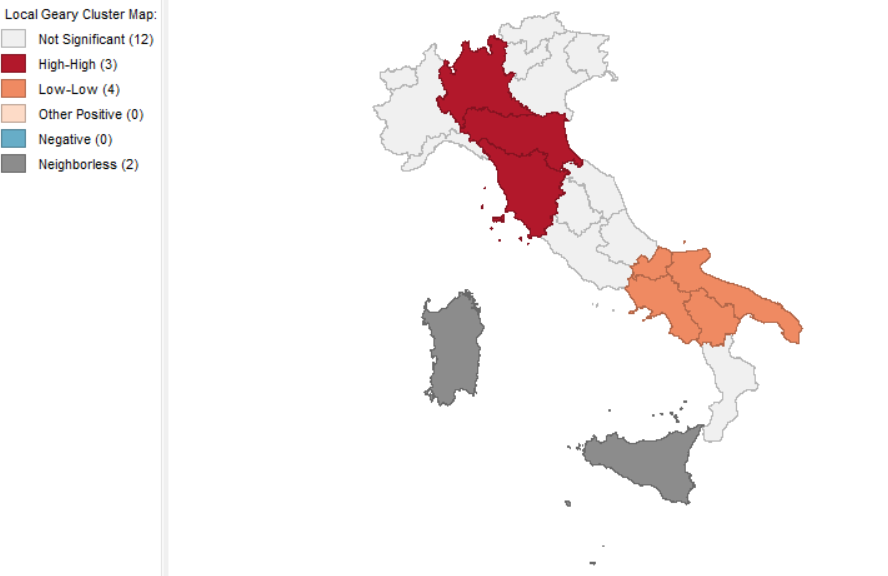 Local Geary Cluster Map:
Not Significant (12)
High-High (3)
Low-Low (4)
Other Positive (0)
Negative (0)
Neighborless (2)